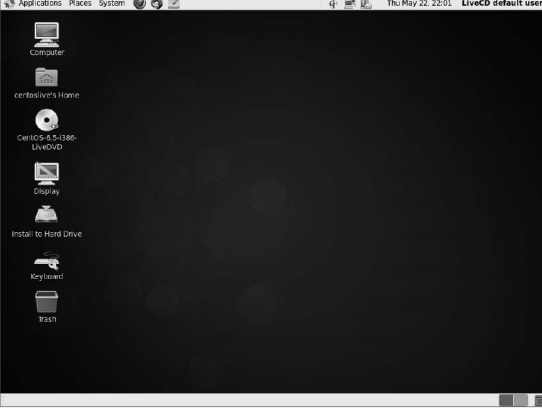 Applications Places System
Thu May 22, 22:01 LiveCD default user
Computer
centoslive's Home
CentOS-6.5-i386-
LiveDVD
Display
Install to Hard Drive
Keyboard
Trash